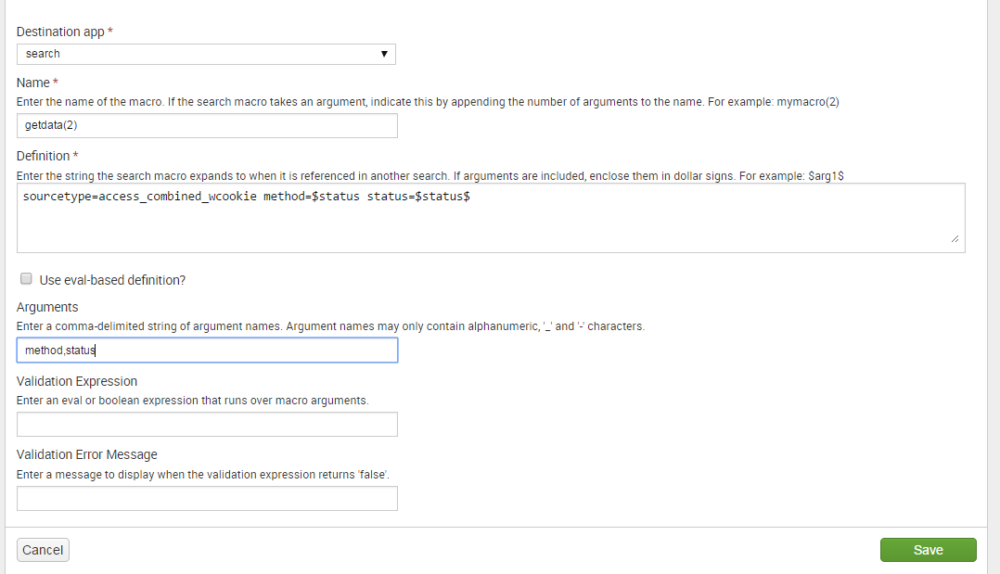 Destination app *
search
Name *
Enter the name of the macro. If the search macro takes an argument, indicate this by appending the number of arguments to the name. For example: mymacro(2)
getdata(2)
Definition *
Enter the string the search macro expands to when it is referenced in another search. If arguments are included, enclose them in dollar signs. For example: $arg1$
sourcetype=access_combined_wcookie method=$status status=$status$
Use eval-based definition?
Arguments
Enter a comma-delimited string of argument names. Argument names may only contain alphanumeric, '_' and '-' characters.
method,status
Validation Expression
Enter an eval or boolean expression that runs over macro arguments.
Validation Error Message
Enter a message to display when the validation expression returns 'false'.
Cancel
Save